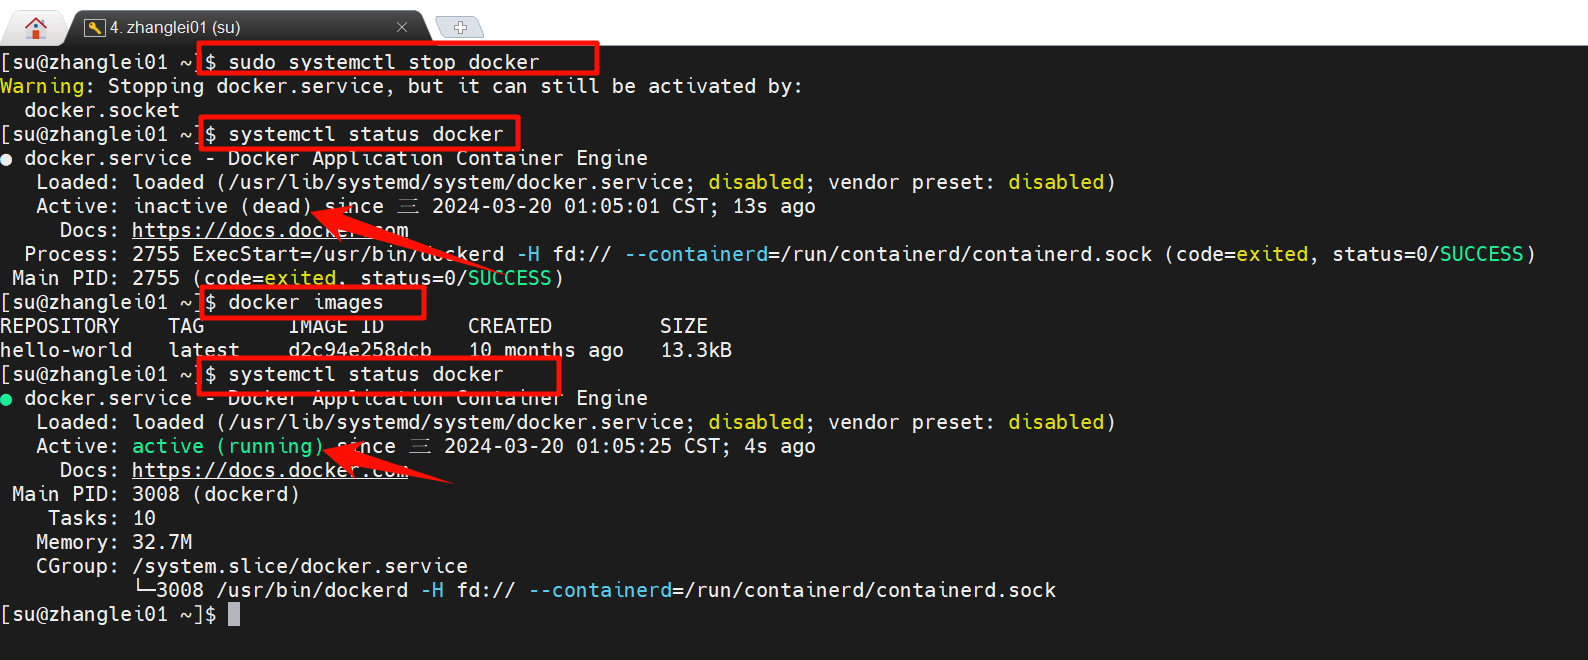 4. zhanglei01 (su)
[su@zhanglei01 ~]$ sudo systemctl stop docker
Warning: Stopping docker.service, but it can still be activated by:
  docker.socket
[su@zhanglei01 ~]$ systemctl status docker
● docker.service - Docker Application Container Engine
   Loaded: loaded (/usr/lib/systemd/system/docker.service; disabled; vendor preset: disabled)
   Active: inactive (dead) since 三 2024-03-20 01:05:01 CST; 13s ago
     Docs: https://docs.docker.com
  Process: 2755 ExecStart=/usr/bin/dockerd -H fd:// --containerd=/run/containerd/containerd.sock (code=exited, status=0/SUCCESS)
 Main PID: 2755 (code=exited, status=0/SUCCESS)
[su@zhanglei01 ~]$ docker images
REPOSITORY    TAG       IMAGE ID       CREATED         SIZE
hello-world   latest    d2c94e258dcb   10 months ago   13.3kB
[su@zhanglei01 ~]$ systemctl status docker
● docker.service - Docker Application Container Engine
   Loaded: loaded (/usr/lib/systemd/system/docker.service; disabled; vendor preset: disabled)
   Active: active (running) since 三 2024-03-20 01:05:25 CST; 4s ago
     Docs: https://docs.docker.com
 Main PID: 3008 (dockerd)
    Tasks: 10
   Memory: 32.7M
   CGroup: /system.slice/docker.service
           └─3008 /usr/bin/dockerd -H fd:// --containerd=/run/containerd/containerd.sock
[su@zhanglei01 ~]$